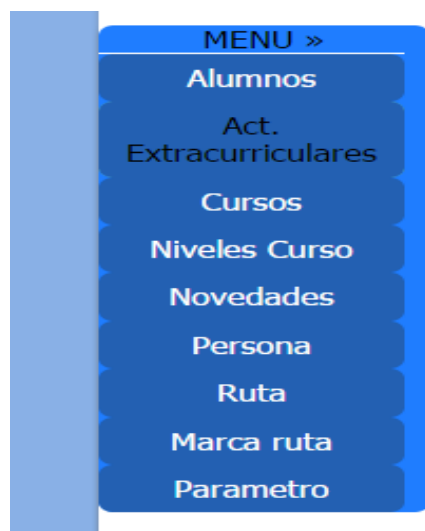 MENU »
Alumnos
Act.
Extracurriculares
Cursos
Niveles Curso
Novedades
Persona
Ruta
Marca ruta
Parametro